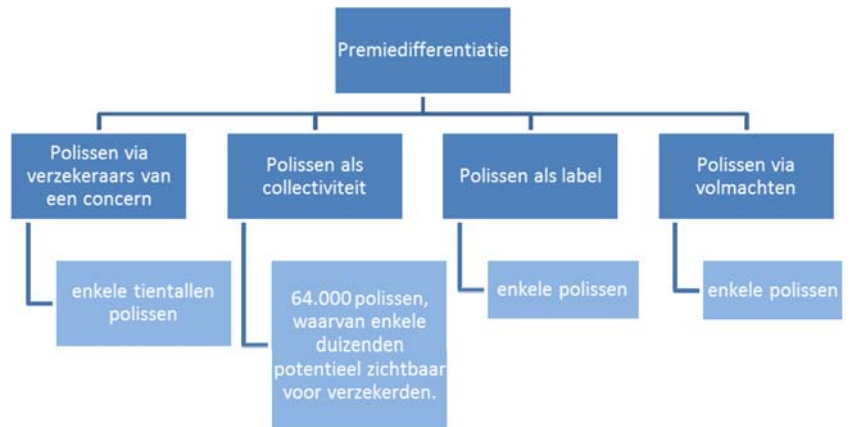 Premiedifferentiatie
Polissen via
verzekeraars van
een concern
Polissen als
collectiviteit
Polissen als label
Polissen via
volmachten
enkele tientallen
polissen
64.000 polissen,
waarvan enkele
duizenden
potentieel zichtbaar
voor verzekerden.
enkele polissen
enkele polissen